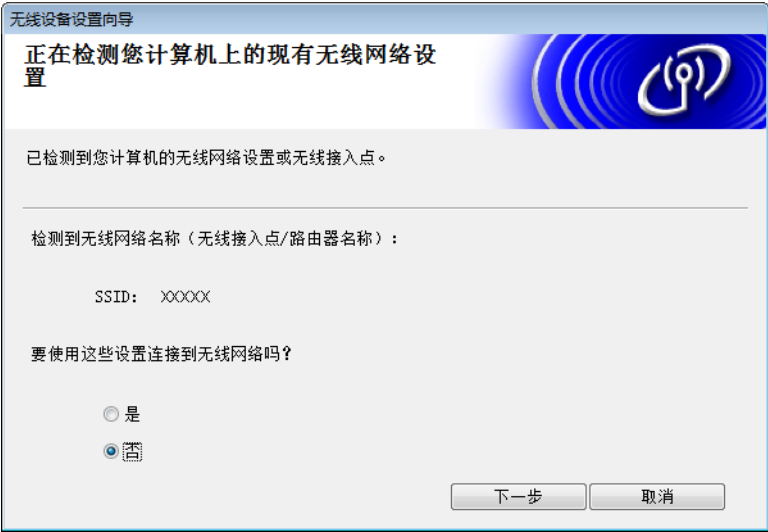 无线设备设置向导
正在检测您计算机上的现有无线网络设
置
已检测到您计算机的无线网络设置或无线接入点。
检测到无线网络名称（无线接入点/路由器名称）：
SSID: XXXXX
要使用这些设置连接到无线网络吗?
是
否
下一步 取消